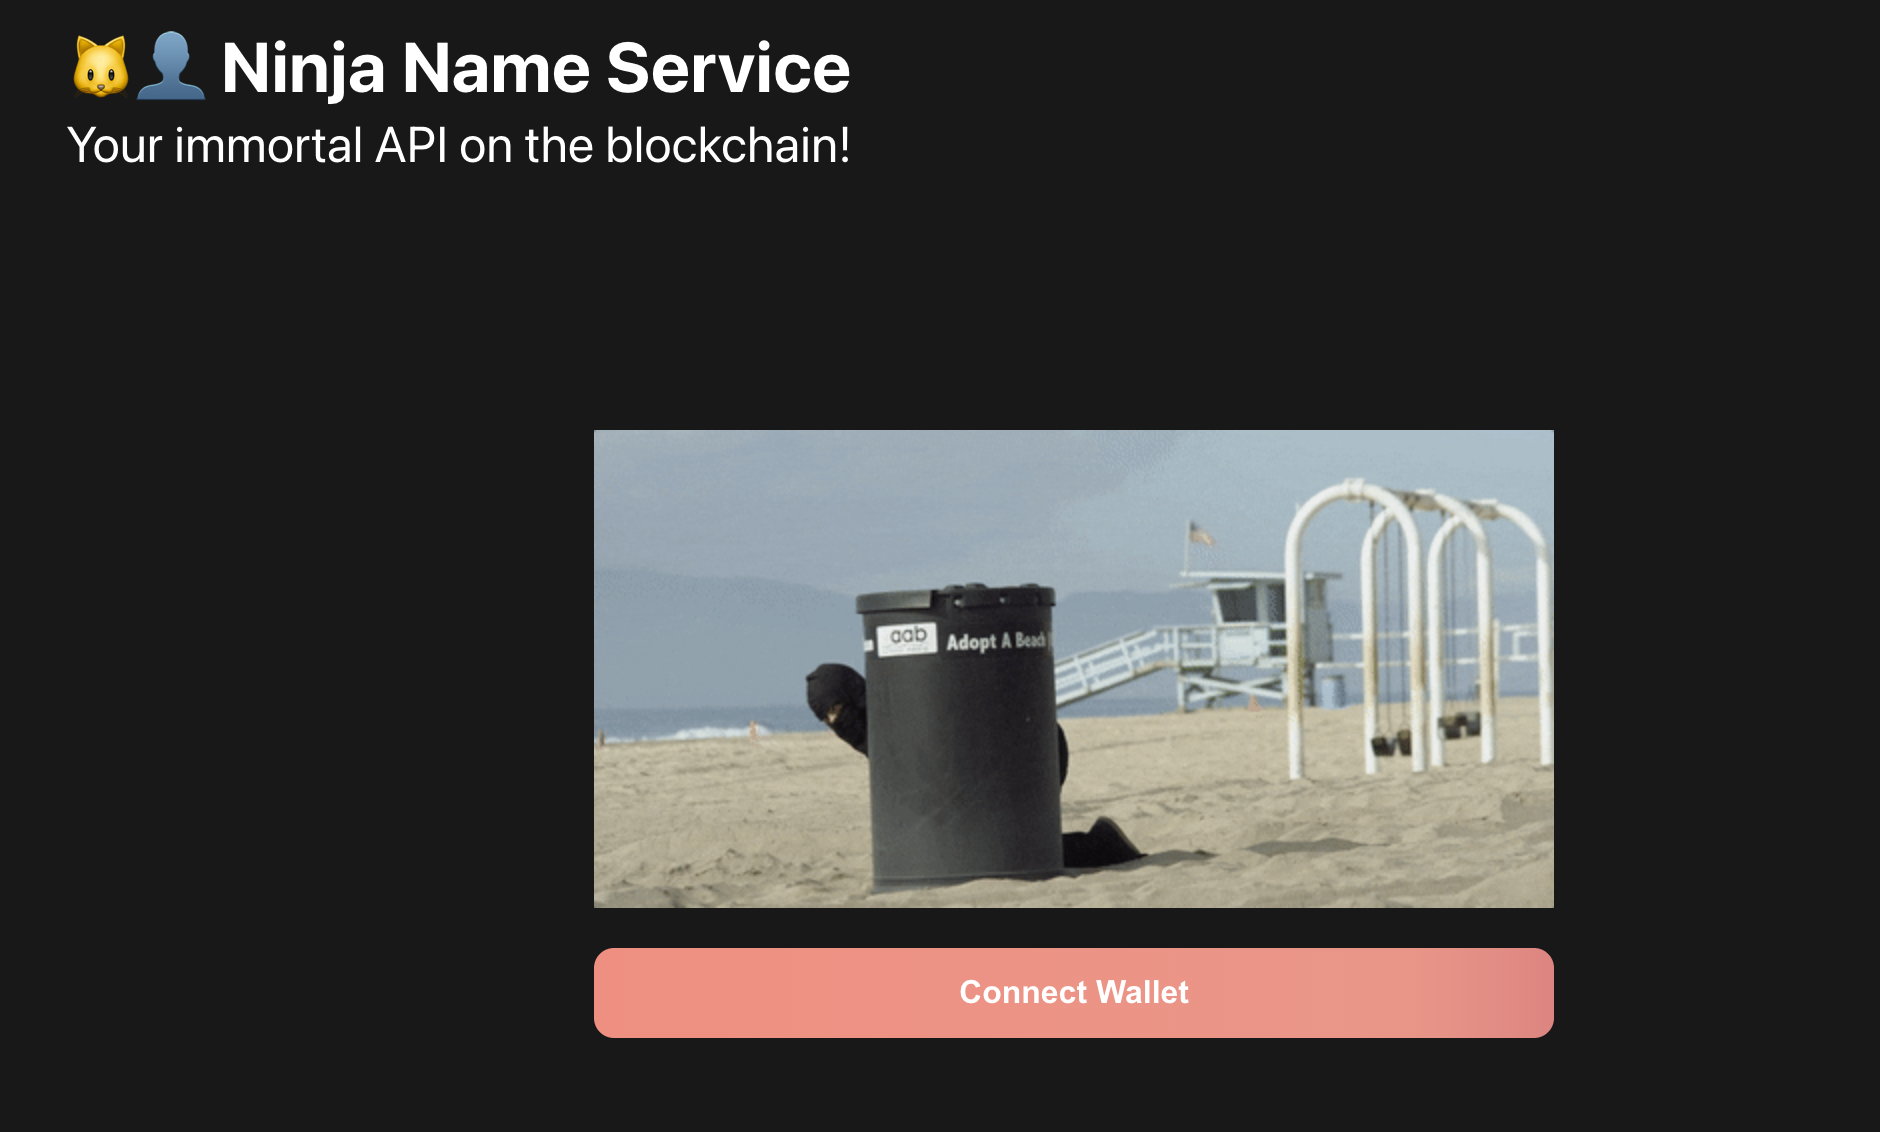 🐱👤 Ninja Name Service
Your immortal API on the blockchain!
aab
Adopt A Beach
Connect Wallet